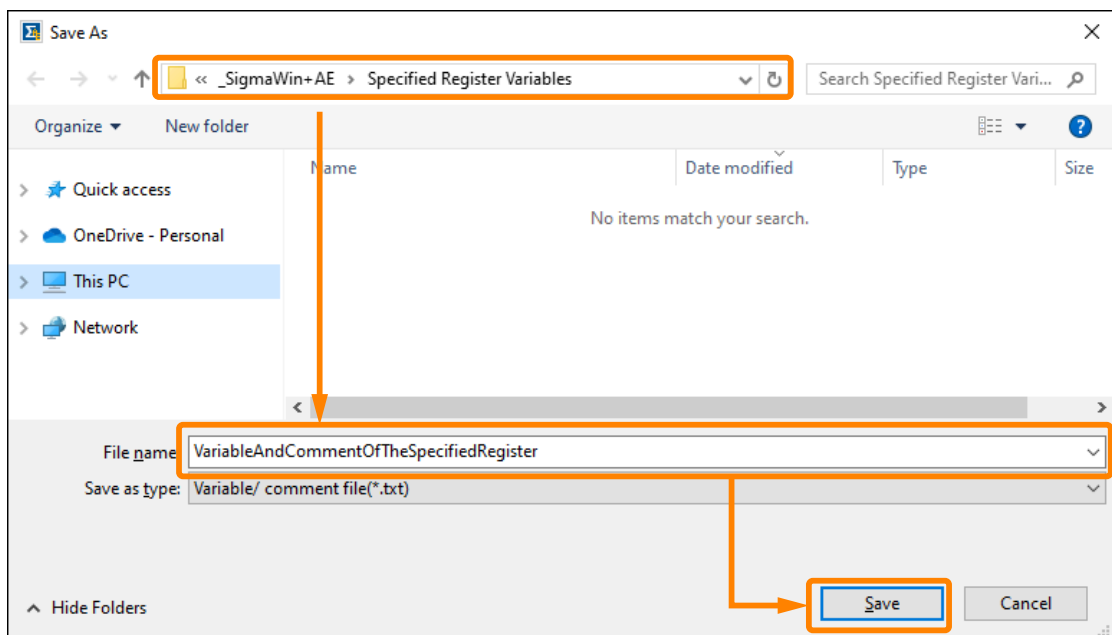 Save As
« _SigmaWin+AE > Specified Register Variables
Search Specified Register Vari...
Organize
New folder
?
Name
Date modified
Type
Size
Quick access
OneDrive - Personal
This PC
Network
No items match your search.
File name:
VariableAndCommentOfTheSpecifiedRegister
Save as type:
Variable/ comment file(*.txt)
Hide Folders
Save
Cancel